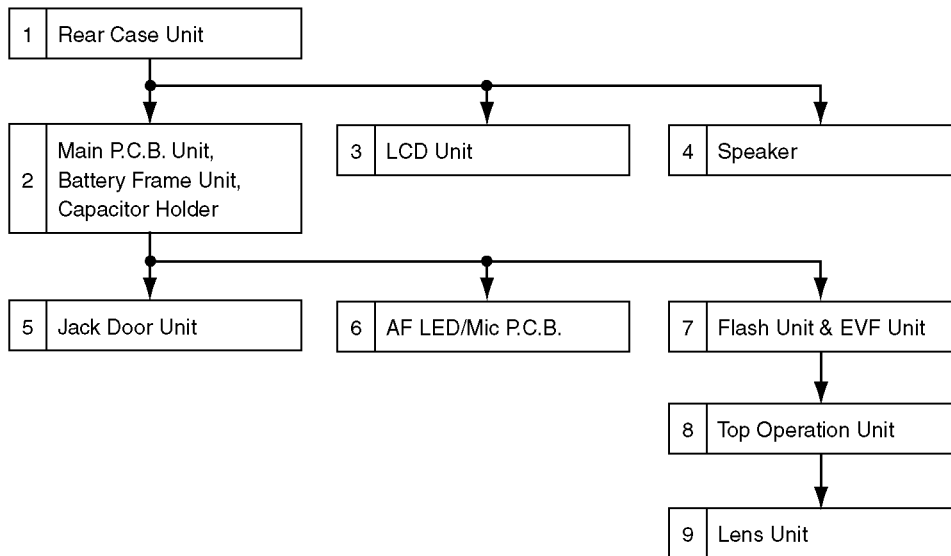 1 Rear Case Unit
2 Main P.C.B. Unit,
Battery Frame Unit,
Capacitor Holder
3 LCD Unit
4 Speaker
5 Jack Door Unit
6 AF LED/Mic P.C.B.
7 Flash Unit & EVF Unit
8 Top Operation Unit
9 Lens Unit